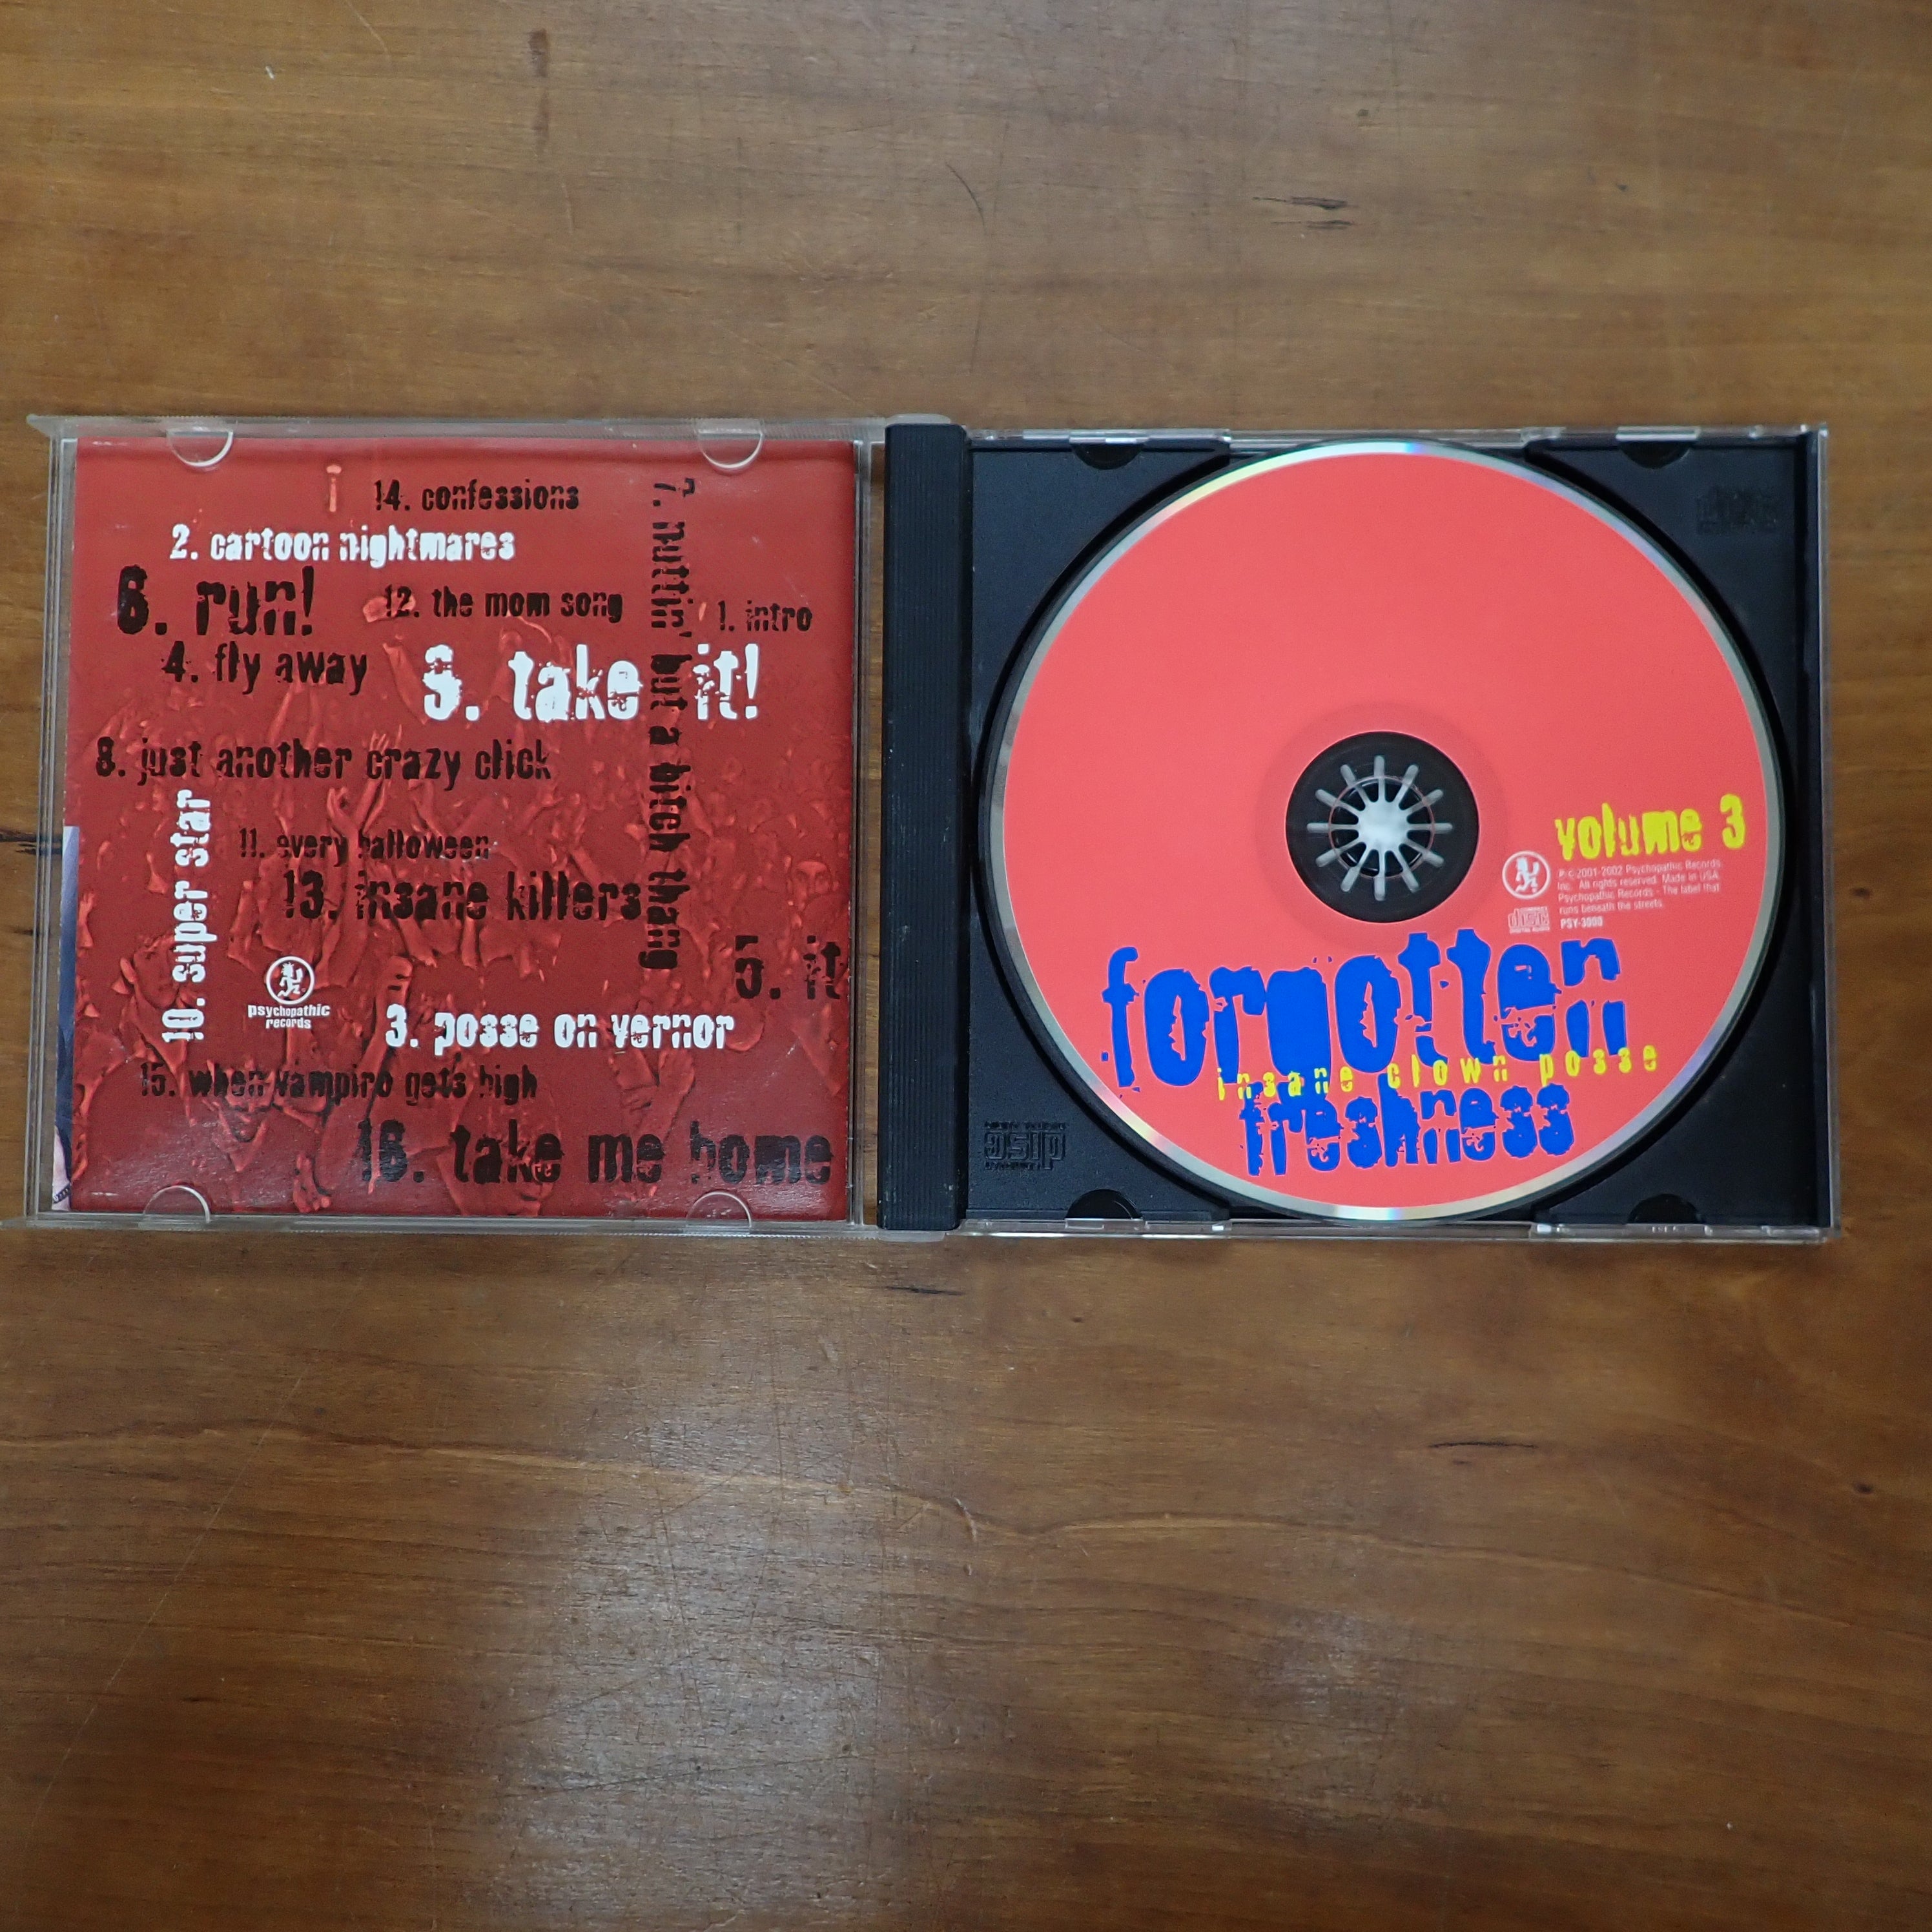 14. confessions
2. cartoon nightmares
7. nuttin' but a bitch thang
6. run!
12. the mom song
1. intro
4. fly away
9. take it!
8. just another crazy click
10. super star
11. every halloween
13. insane killers
5. it
psychopathic
records
3. posse on vernor
15. when vampiro gets high
16. take me home
volume 3
℗©2001-2002 Psychopathic Records,
Inc. All rights reserved. Made in USA.
Psychopathic Records - The label that
runs beneath the streets.
PSY-3000
forgotten
insane clown posse
freshness
disc